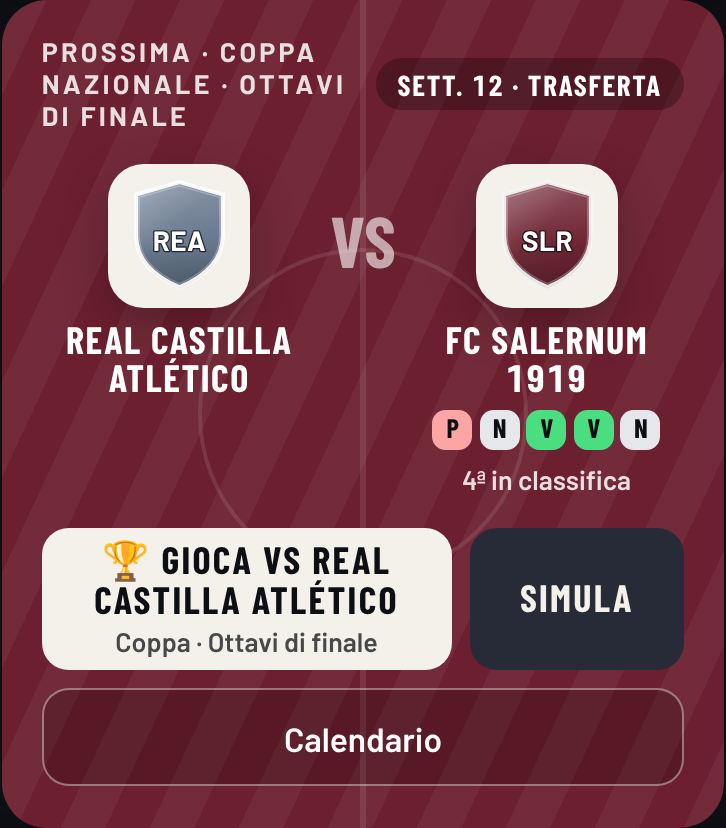 PROSSIMA · COPPA
NAZIONALE · OTTAVI
DI FINALE
SETT. 12 · TRASFERTA
REA
VS
SLR
REAL CASTILLA
ATLÉTICO
FC SALERNUM
1919
P N V V N
4ª in classifica
🏆 GIOCA VS REAL
CASTILLA ATLÉTICO
Coppa · Ottavi di finale
SIMULA
Calendario